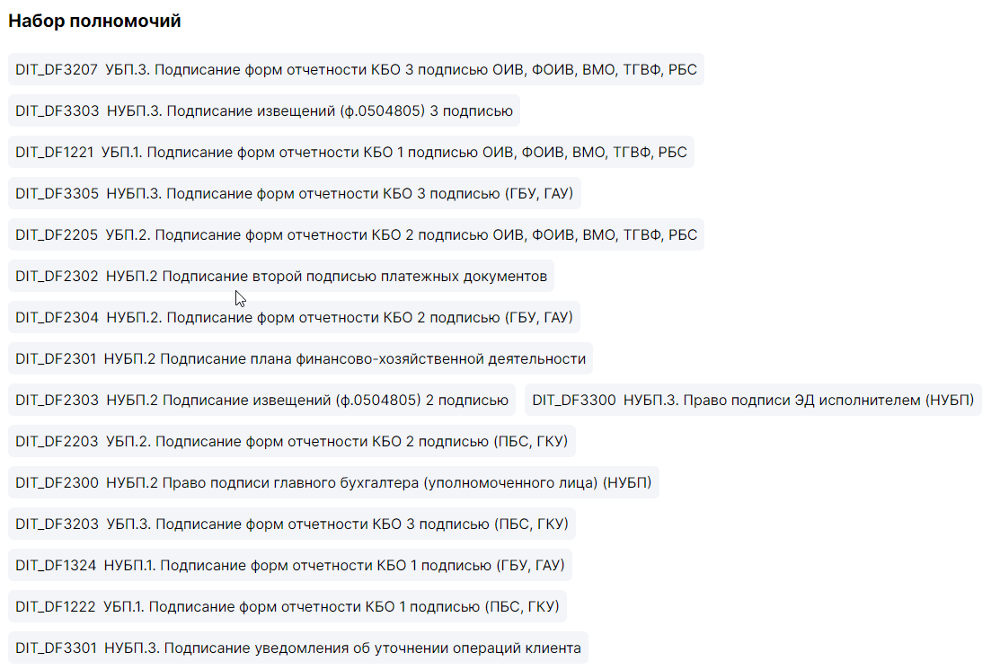 Набор полномочий
DIT_DF3207 УБП.3. Подписание форм отчетности КБО 3 подписью ОИВ, ФОИВ, ВМО, ТГВФ, РБС
DIT_DF3303 НУБП.3. Подписание извещений (ф.0504805) 3 подписью
DIT_DF1221 УБП.1. Подписание форм отчетности КБО 1 подписью ОИВ, ФОИВ, ВМО, ТГВФ, РБС
DIT_DF3305 НУБП.3. Подписание форм отчетности КБО 3 подписью (ГБУ, ГАУ)
DIT_DF2205 УБП.2. Подписание форм отчетности КБО 2 подписью ОИВ, ФОИВ, ВМО, ТГВФ, РБС
DIT_DF2302 НУБП.2 Подписание второй подписью платежных документов
DIT_DF2304 НУБП.2. Подписание форм отчетности КБО 2 подписью (ГБУ, ГАУ)
DIT_DF2301 НУБП.2 Подписание плана финансово-хозяйственной деятельности
DIT_DF2303 НУБП.2 Подписание извещений (ф.0504805) 2 подписью DIT_DF3300 НУБП.3. Право подписи ЭД исполнителем (НУБП)
DIT_DF2203 УБП.2. Подписание форм отчетности КБО 2 подписью (ПБС, ГКУ)
DIT_DF2300 НУБП.2 Право подписи главного бухгалтера (уполномоченного лица) (НУБП)
DIT_DF3203 УБП.3. Подписание форм отчетности КБО 3 подписью (ПБС, ГКУ)
DIT_DF1324 НУБП.1. Подписание форм отчетности КБО 1 подписью (ГБУ, ГАУ)
DIT_DF1222 УБП.1. Подписание форм отчетности КБО 1 подписью (ПБС, ГКУ)
DIT_DF3301 НУБП.3. Подписание уведомления об уточнении операций клиента